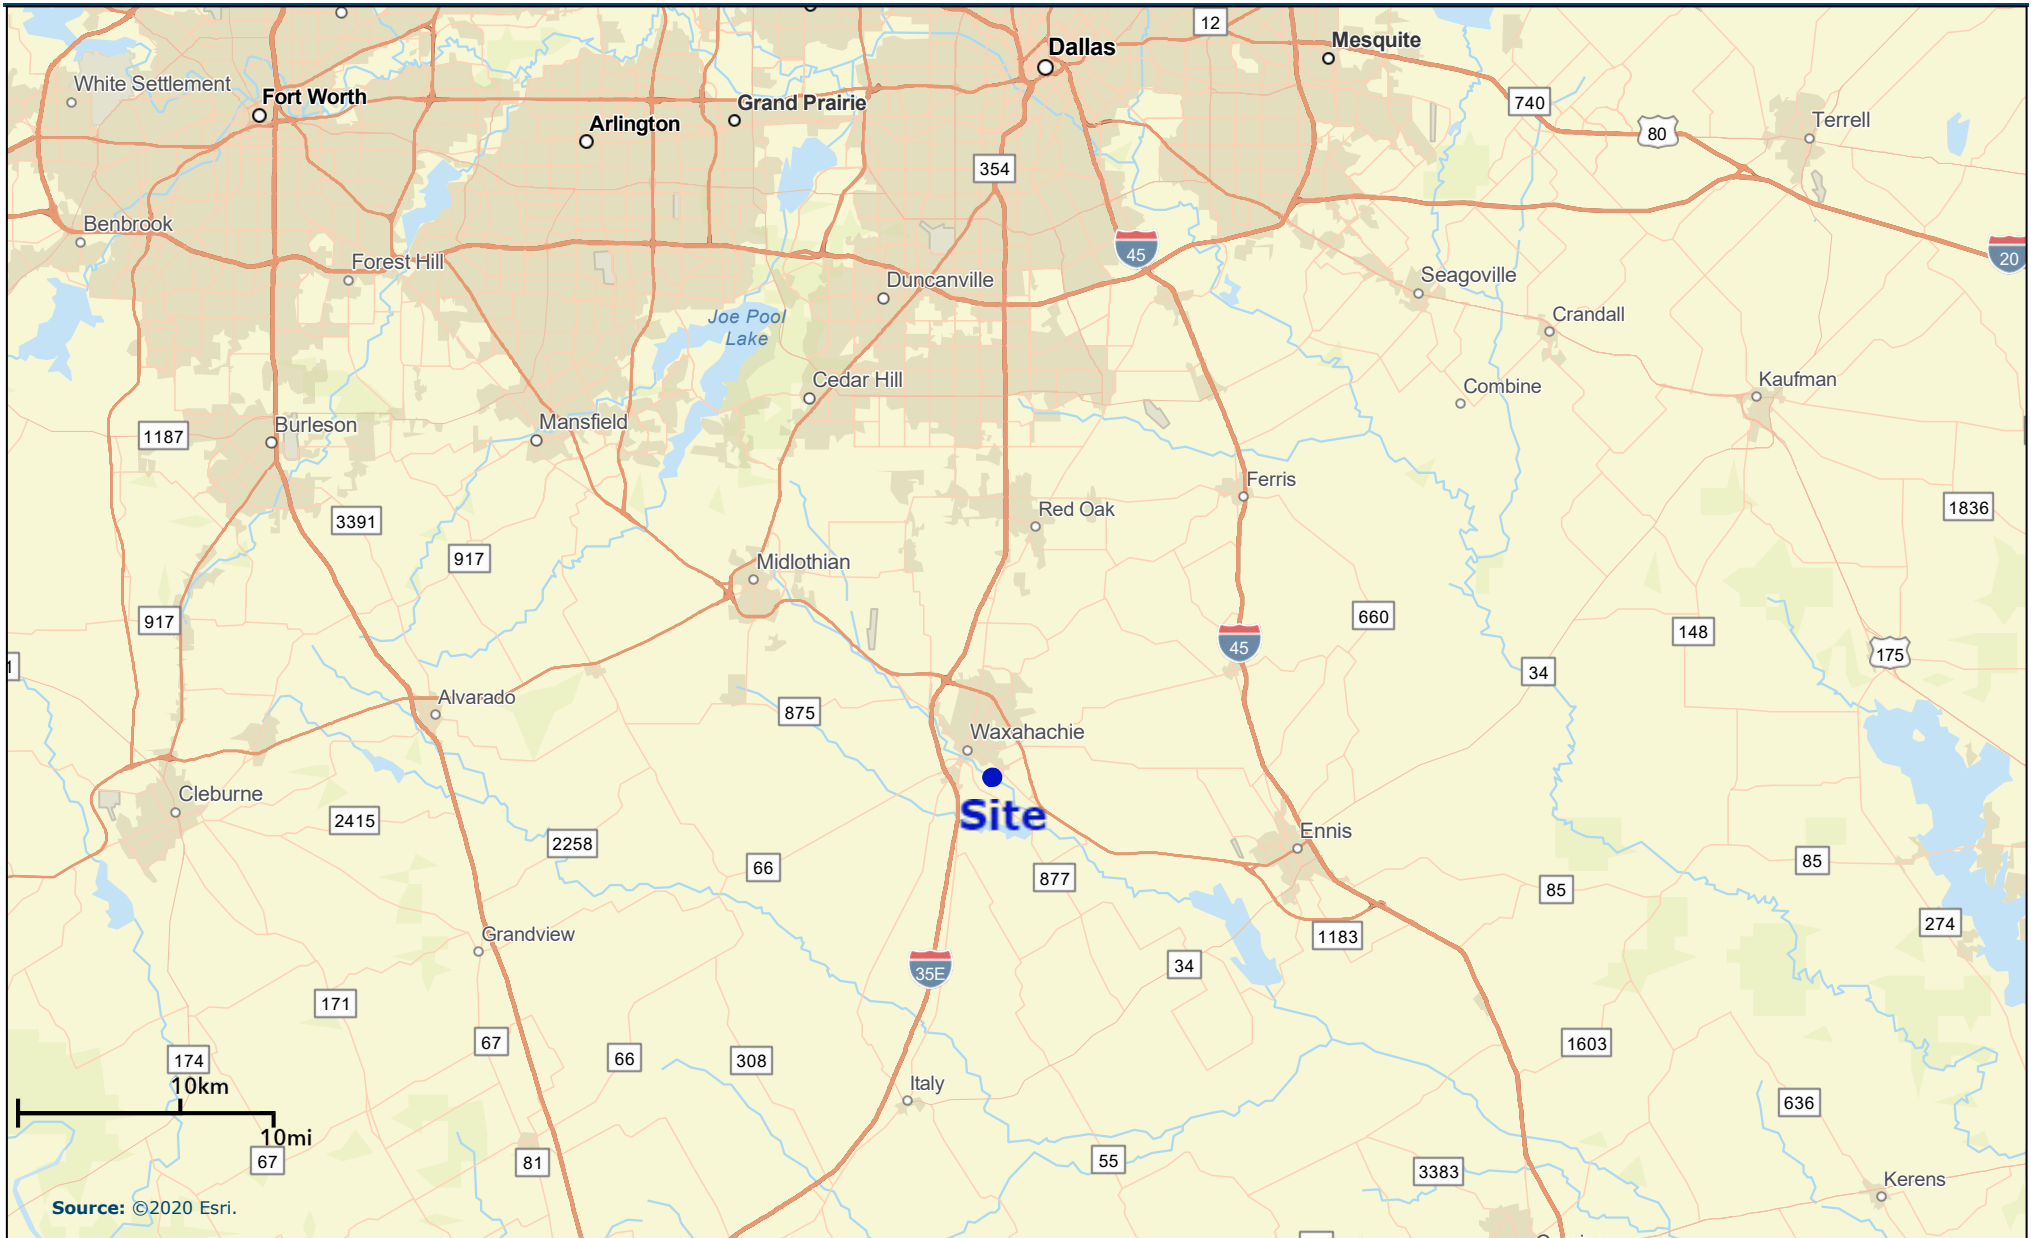 12
Dallas
Mesquite
White Settlement
Fort Worth
Grand Prairie
740
Arlington
Terrell
80
354
Benbrook
45
20
Forest Hill
Duncanville
Seagoville
Joe Pool
Lake
Crandall
Cedar Hill
Combine
Kaufman
1187
Burleson
Mansfield
Ferris
3391
Red Oak
1836
917
Midlothian
917
660
148
45
175
1
34
Alvarado
875
Waxahachie
Cleburne
2415
Site
2258
Ennis
66
877
85
85
Grandview
1183
274
35E
34
171
67
66
308
1603
174
10km
Italy
636
10mi
67
81
55
3383
Kerens
Source: ©2020 Esri.